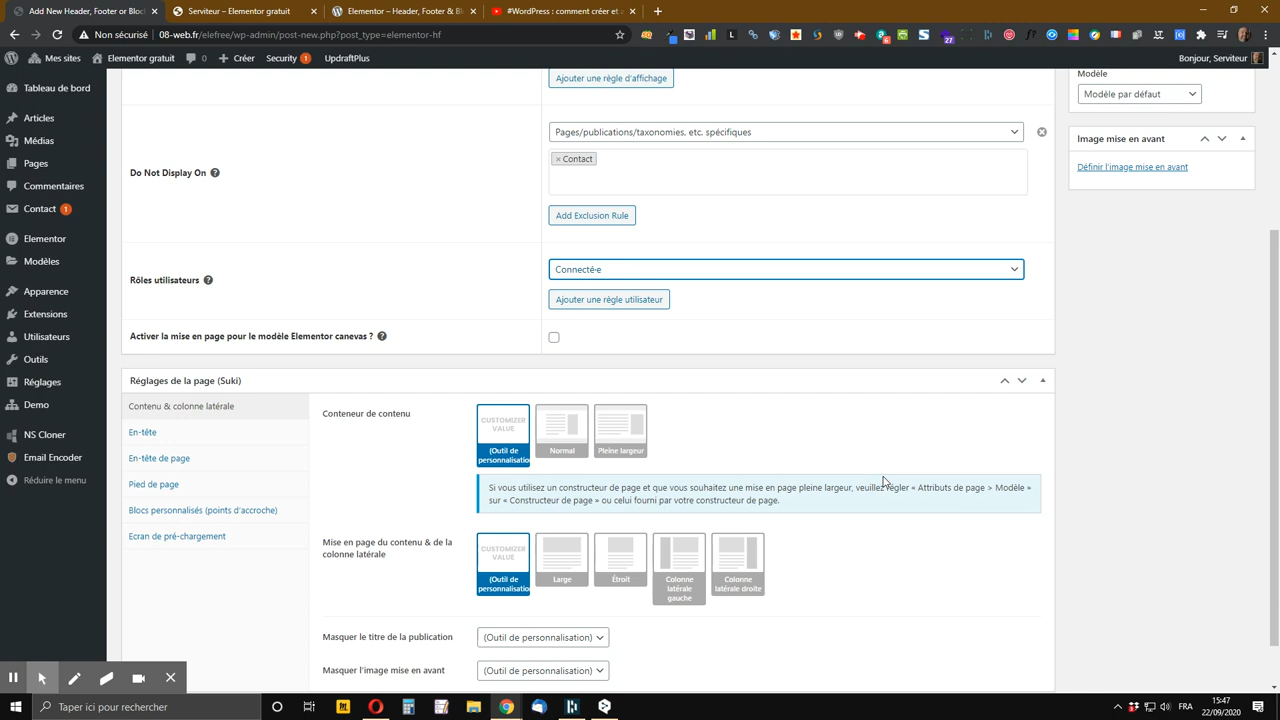 Add New Header, Footer or Bloc
Serviteur – Elementor gratuit
Elementor – Header, Footer & Bl
#WordPress comment créer et
Non sécurisé
08-web/elefree/wp-admin/post-new.php?post_type=elementor-hf
Mes sites
Elementor gratuit
0
Créer
Security 1
UpdraftPlus
Bonjour, Serviteur
Tableau de bord
Articles
Médias
Pages
Commentaires
Contact 1
Elementor
Modèles
Apparence
Extensions
Utilisateurs
Outils
Réglages
Demo
NS Cloner
Email Encoder
Réduire le menu
Ajouter une règle d'affichage
Do Not Display On
Pages/publications/taxonomies, etc. spécifiques
× Contact
Add Exclusion Rule
Rôles utilisateurs
Connecté·e
Ajouter une règle utilisateur
Activer la mise en page pour le modèle Elementor canevas ?
Modèle
Modèle par défaut
Image mise en avant
Définir l'image mise en avant
Réglages de la page (Suki)
Contenu & colonne latérale
En-tête
En-tête de page
Pied de page
Blocs personnalisés (points d'accroche)
Ecran de pré-chargement
Conteneur de contenu
CUSTOMIZER
VALUE
(Outil de
personnalisatio
Normal
Pleine largeur
Si vous utilisez un constructeur de page et que vous souhaitez une mise en page pleine largeur, veuillez régler « Attributs de page > Modèle »
sur « Constructeur de page » ou celui fourni par votre constructeur de page.
Mise en page du contenu & de la
colonne latérale
CUSTOMIZER
VALUE
(Outil de
personnalisatio
Large
Étroit
Colonne
latérale
gauche
Colonne
latérale droite
Masquer le titre de la publication
(Outil de personnalisation)
Masquer l'image mise en avant
(Outil de personnalisation)
Taper ici pour rechercher
FRA
15:47
22/09/2020